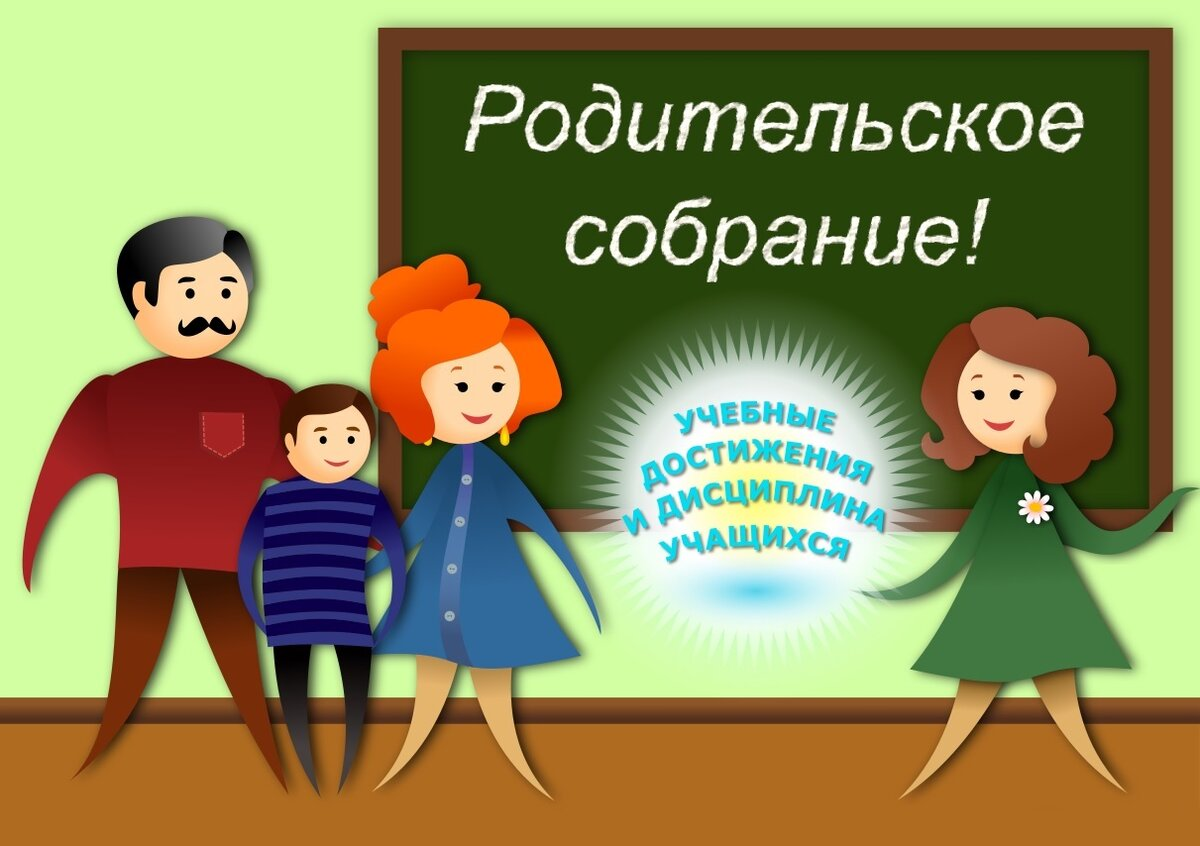 Родительское
собрание!
УЧЕБНЫЕ
ДОСТИЖЕНИЯ
И ДИСЦИПЛИНА
УЧАЩИХСЯ